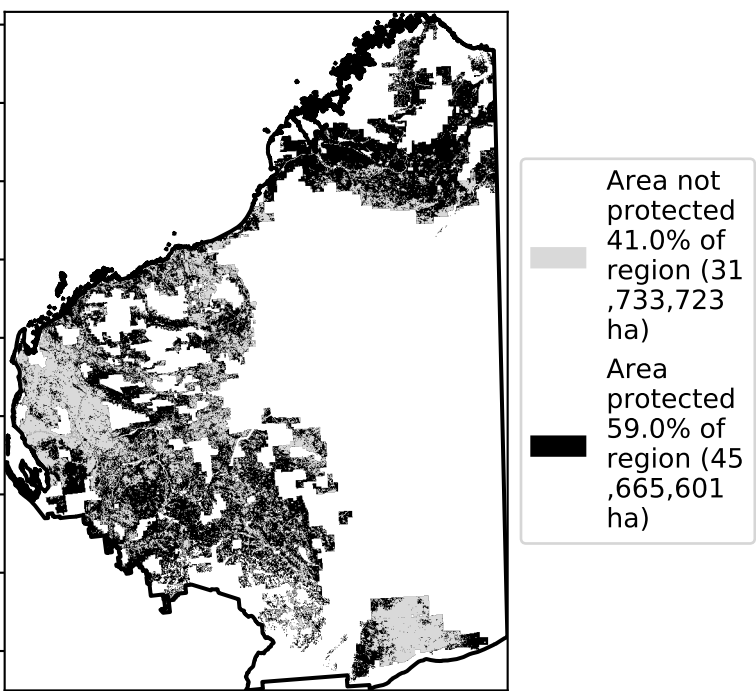 Area not
protected
41.0% of
region (31
,733,723
ha)
Area
protected
59.0% of
region (45
,665,601
ha)